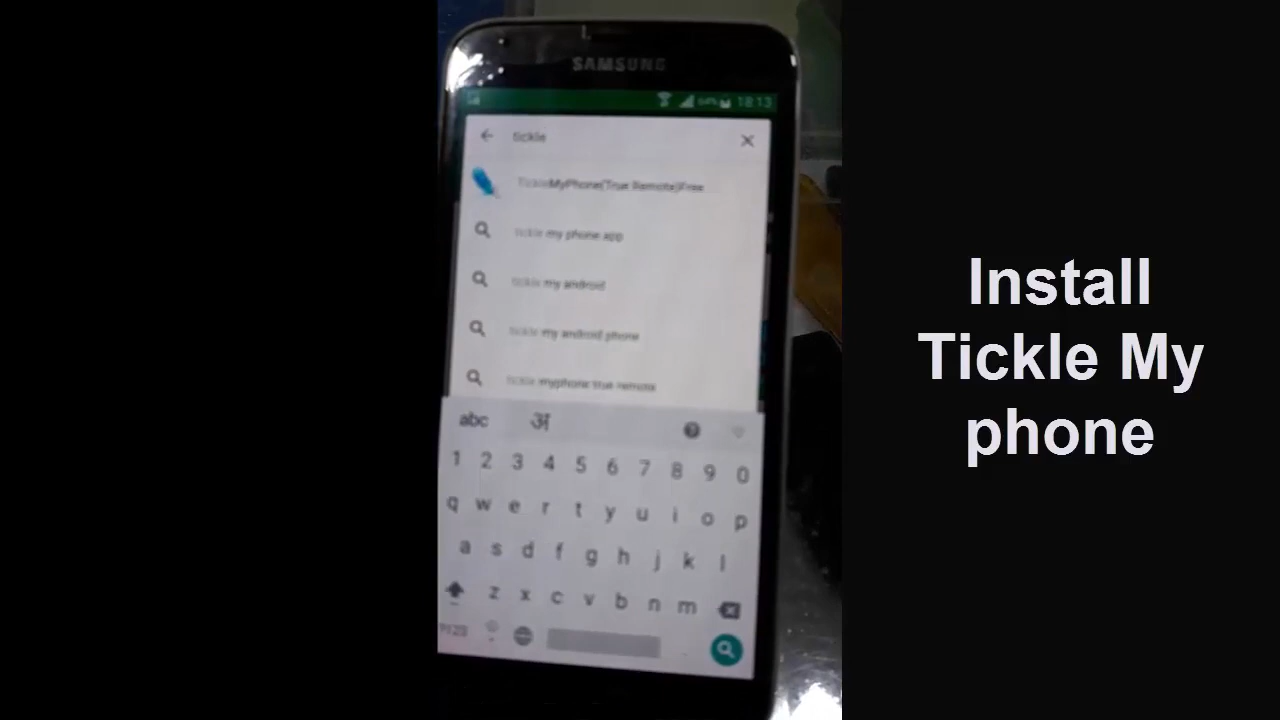 SAMSUNG
64% 18:13
tickle
TickleMyPhone(True Remote)Free
tickle my phone app
tickle my android
tickle my android phone
tickle myphone true remote
abc अ
1 2 3 4 5 6 7 8 9 0
q w e r t y u i o p
a s d f g h j k l
z x c v b n m
?123
Install
Tickle My
phone